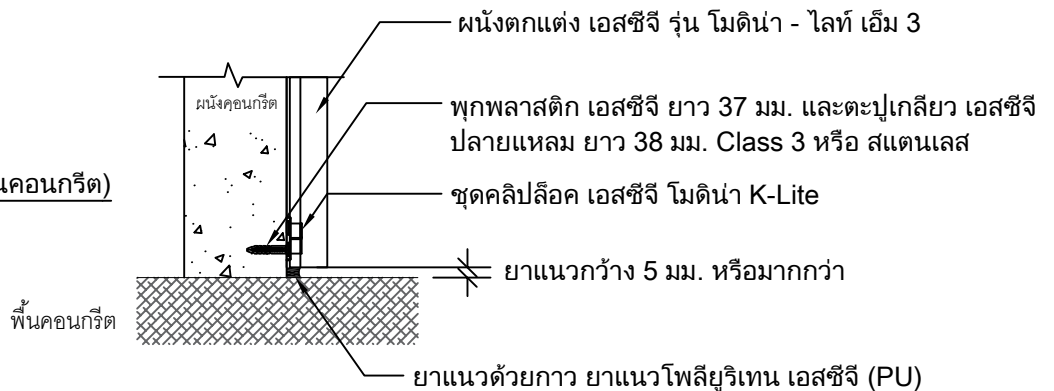 ผนังตกแต่ง เอสซีจี รุ่น โมดิน่า - ไลท์ เอ็ม 3
ผนังคอนกรีต
พุกพลาสติก เอสซีจี ยาว 37 มม. และตะปูเกลียว เอสซีจี
ปลายแหลม ยาว 38 มม. Class 3 หรือ สแตนเลส
นคอนกรีต)
ชุดคลิปล็อค เอสซีจี โมดิน่า K-Lite
ยาแนวกว้าง 5 มม. หรือมากกว่า
พื้นคอนกรีต
ยาแนวด้วยกาว ยาแนวโพลียูริเทน เอสซีจี (PU)